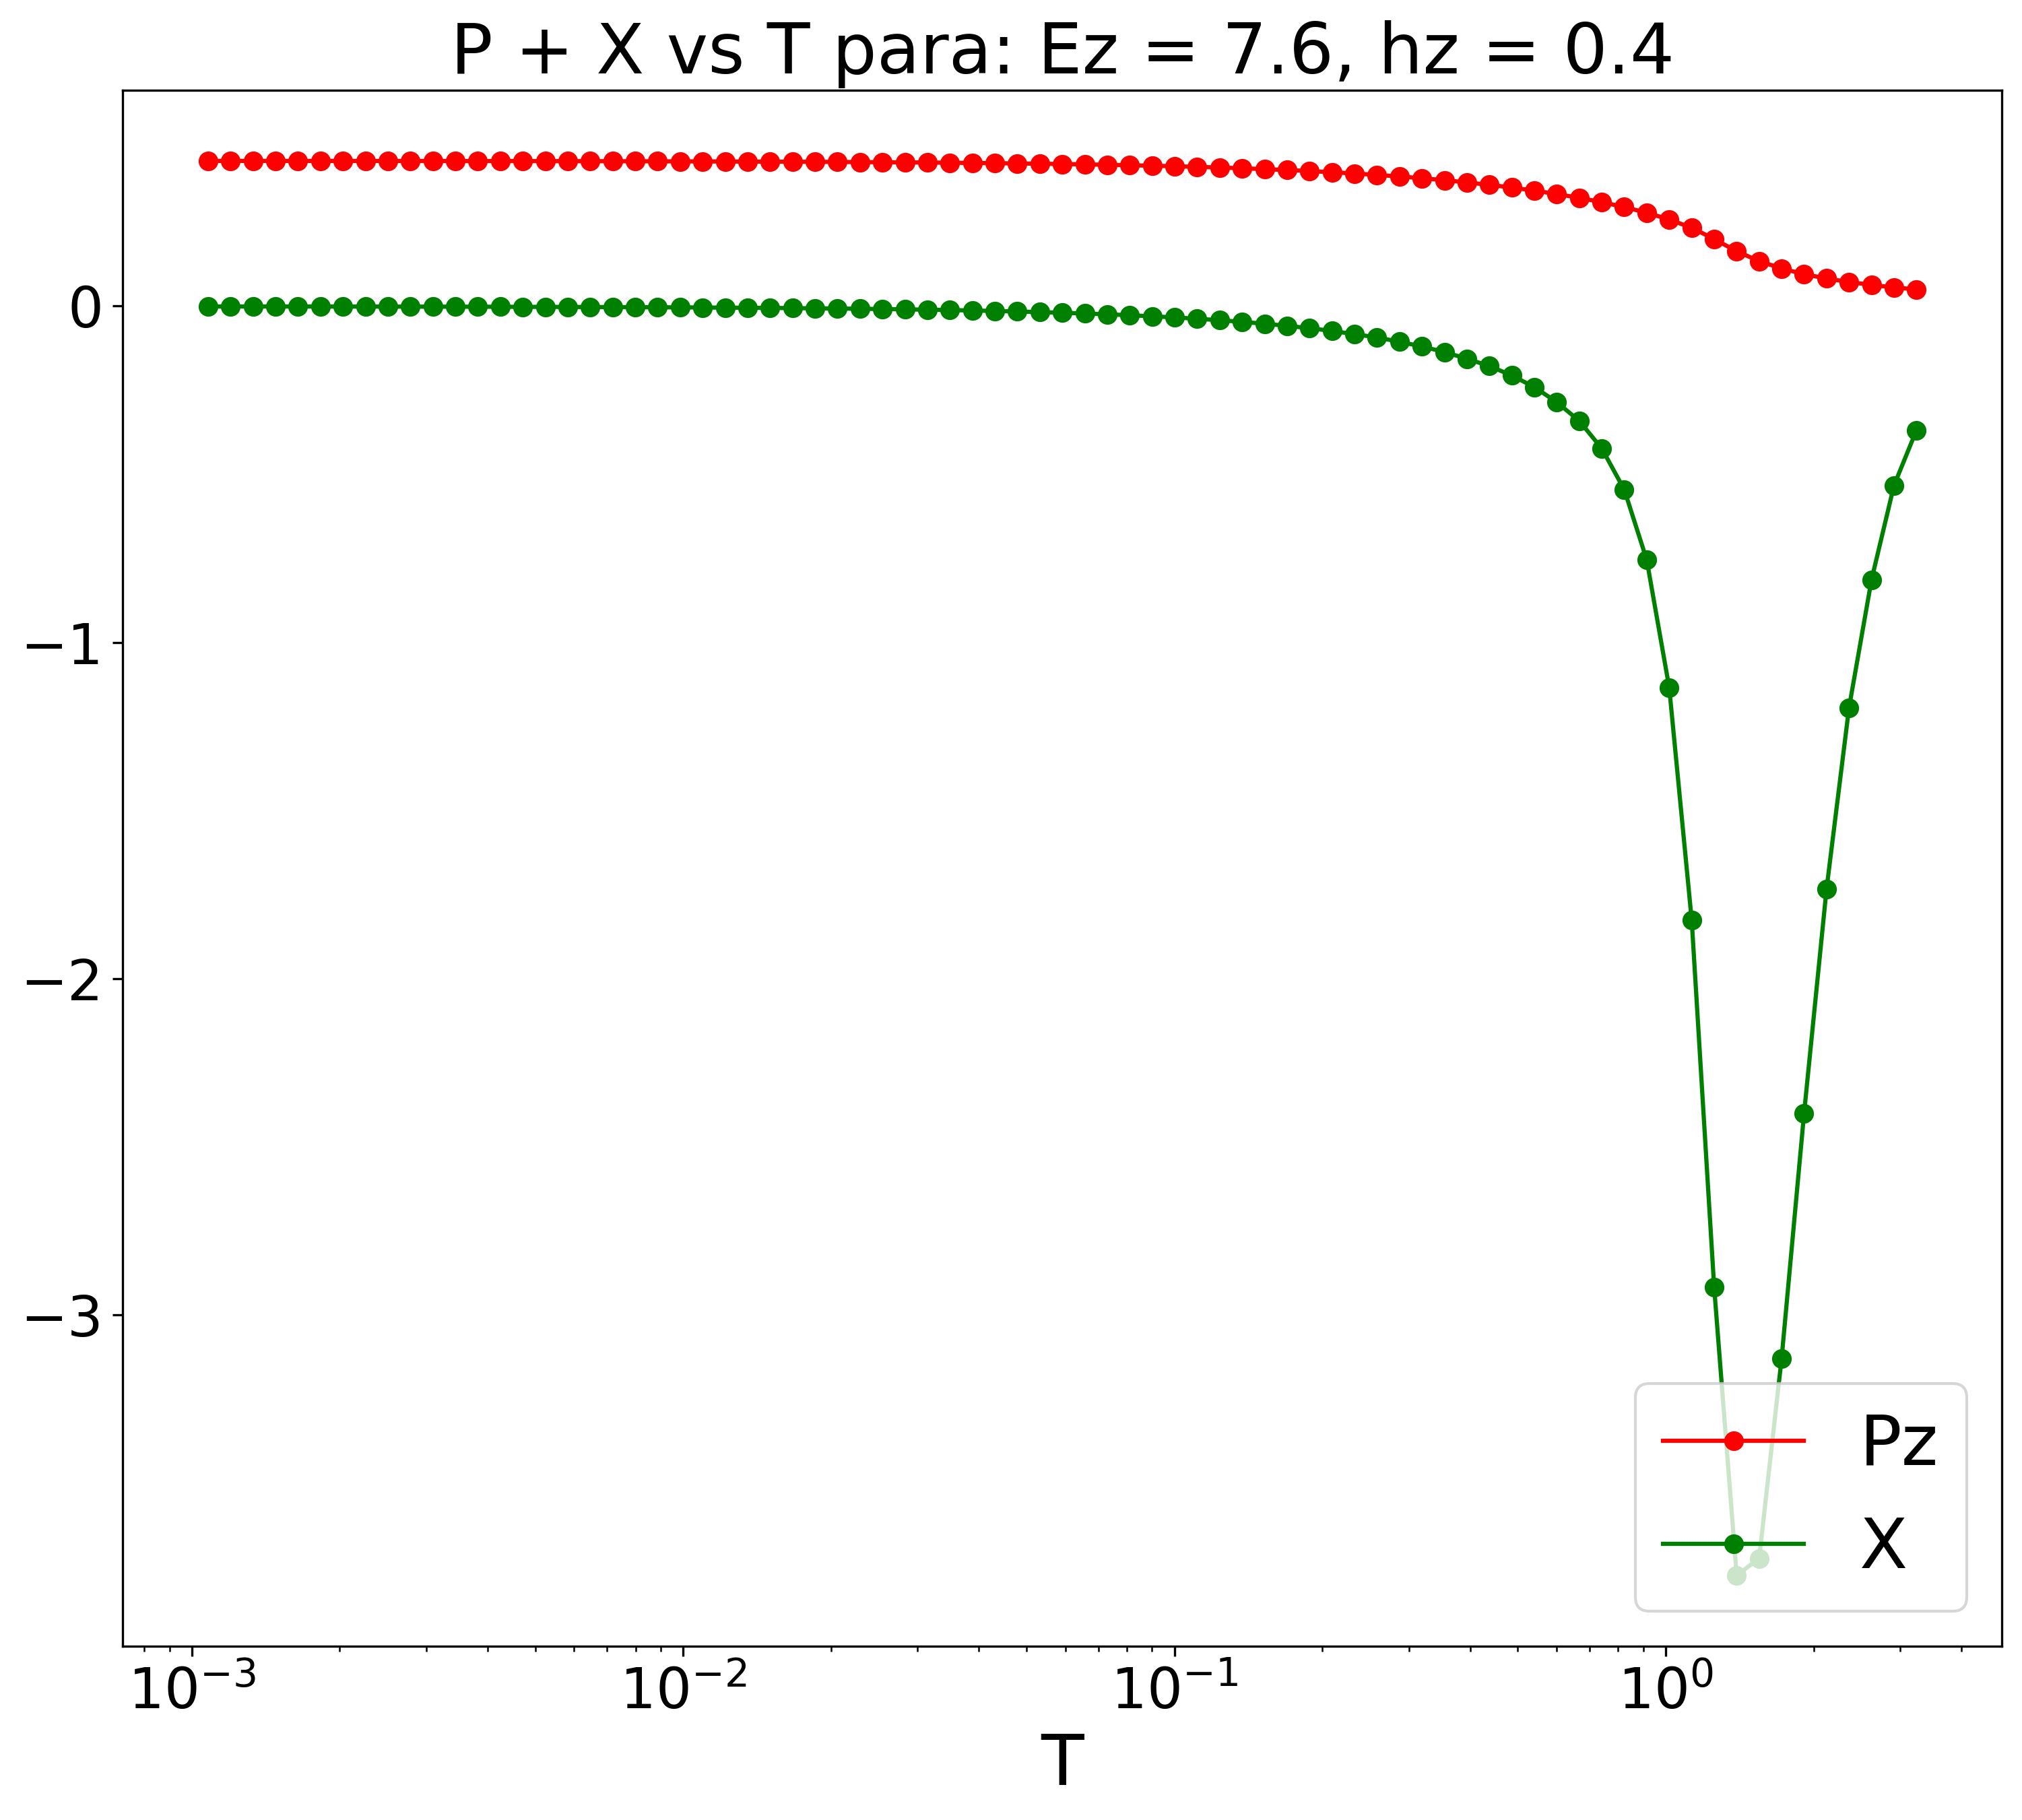 P + X vs T para: Ez = 7.6, hz = 0.4
0
−1
−2
−3
Pz
X
10⁻³ 10⁻² 10⁻¹ 10⁰
T